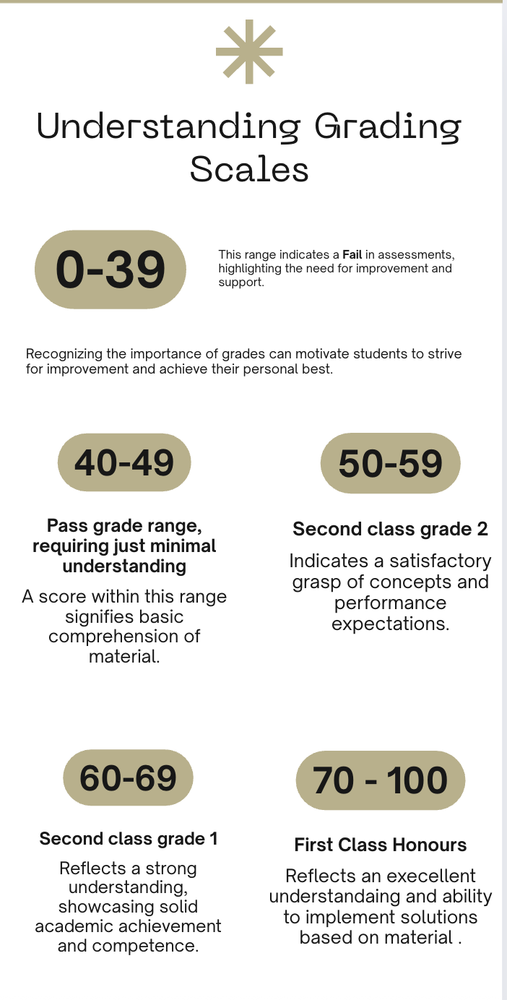 Understanding Grading
Scales
0-39
This range indicates a Fail in assessments,
highlighting the need for improvement and
support.
Recognizing the importance of grades can motivate students to strive
for improvement and achieve their personal best.
40-49
Pass grade range,
requiring just minimal
understanding
A score within this range
signifies basic
comprehension of
material.
50-59
Second class grade 2
Indicates a satisfactory
grasp of concepts and
performance
expectations.
60-69
Second class grade 1
Reflects a strong
understanding,
showcasing solid
academic achievement
and competence.
70 - 100
First Class Honours
Reflects an execellent
understandaing and ability
to implement solutions
based on material .